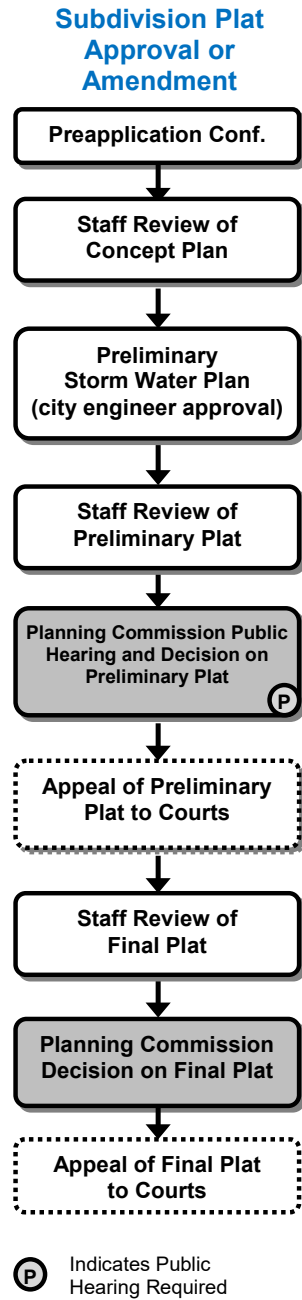 Subdivision Plat
Approval or
Amendment
Preapplication Conf.
Staff Review of
Concept Plan
Preliminary
Storm Water Plan
(city engineer approval)
Staff Review of
Preliminary Plat
Planning Commission Public
Hearing and Decision on
Preliminary Plat
P
Appeal of Preliminary
Plat to Courts
Staff Review of
Final Plat
Planning Commission
Decision on Final Plat
Appeal of Final Plat
to Courts
P
Indicates Public
Hearing Required